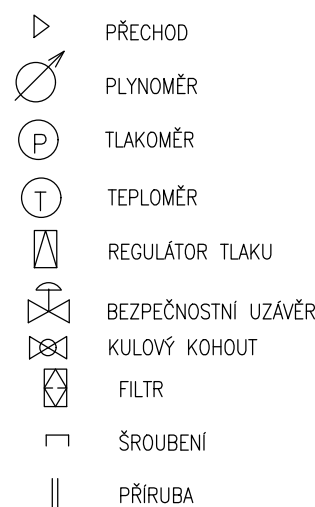 PŘECHOD
PLYNOMĚR
P TLAKOMĚR
T TEPLOMĚR
REGULÁTOR TLAKU
BEZPEČNOSTNÍ UZÁVĚR
KULOVÝ KOHOUT
FILTR
ŠROUBENÍ
PŘÍRUBA